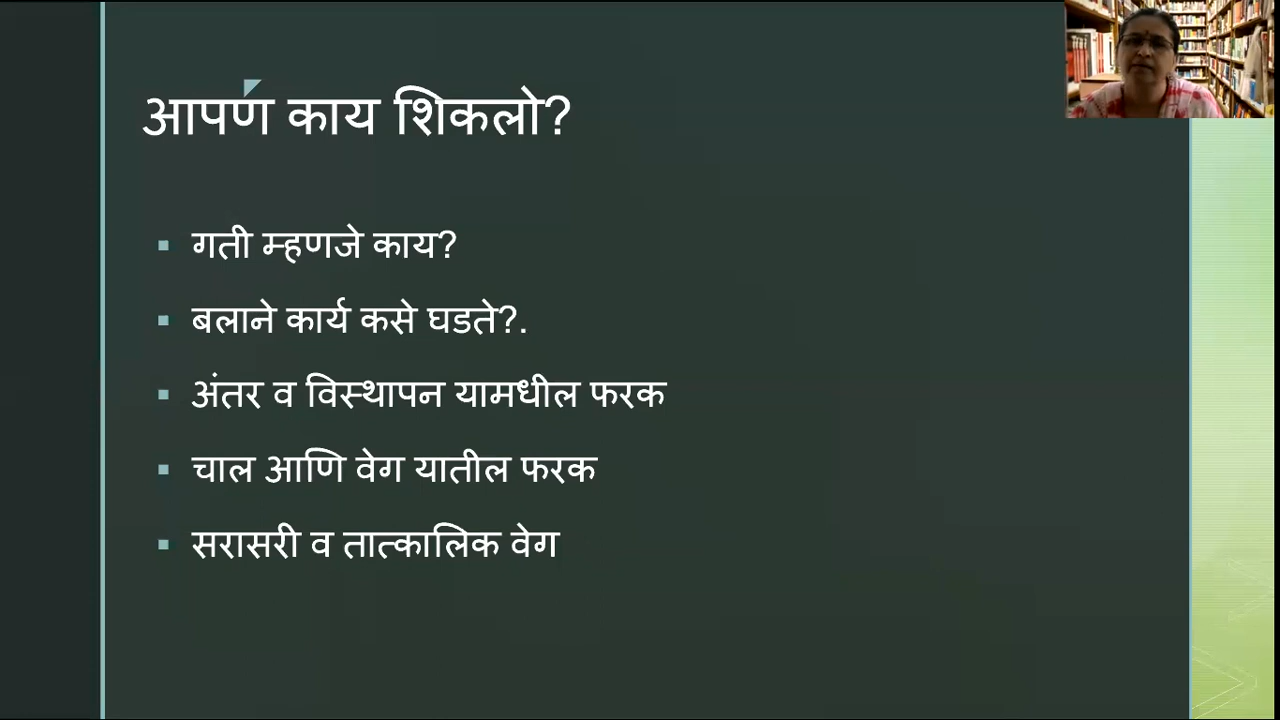 आपण काय शिकलो?
▪ गती म्हणजे काय?
▪ बलाने कार्य कसे घडते?.
▪ अंतर व विस्थापन यामधील फरक
▪ चाल आणि वेग यातील फरक
▪ सरासरी व तात्कालिक वेग